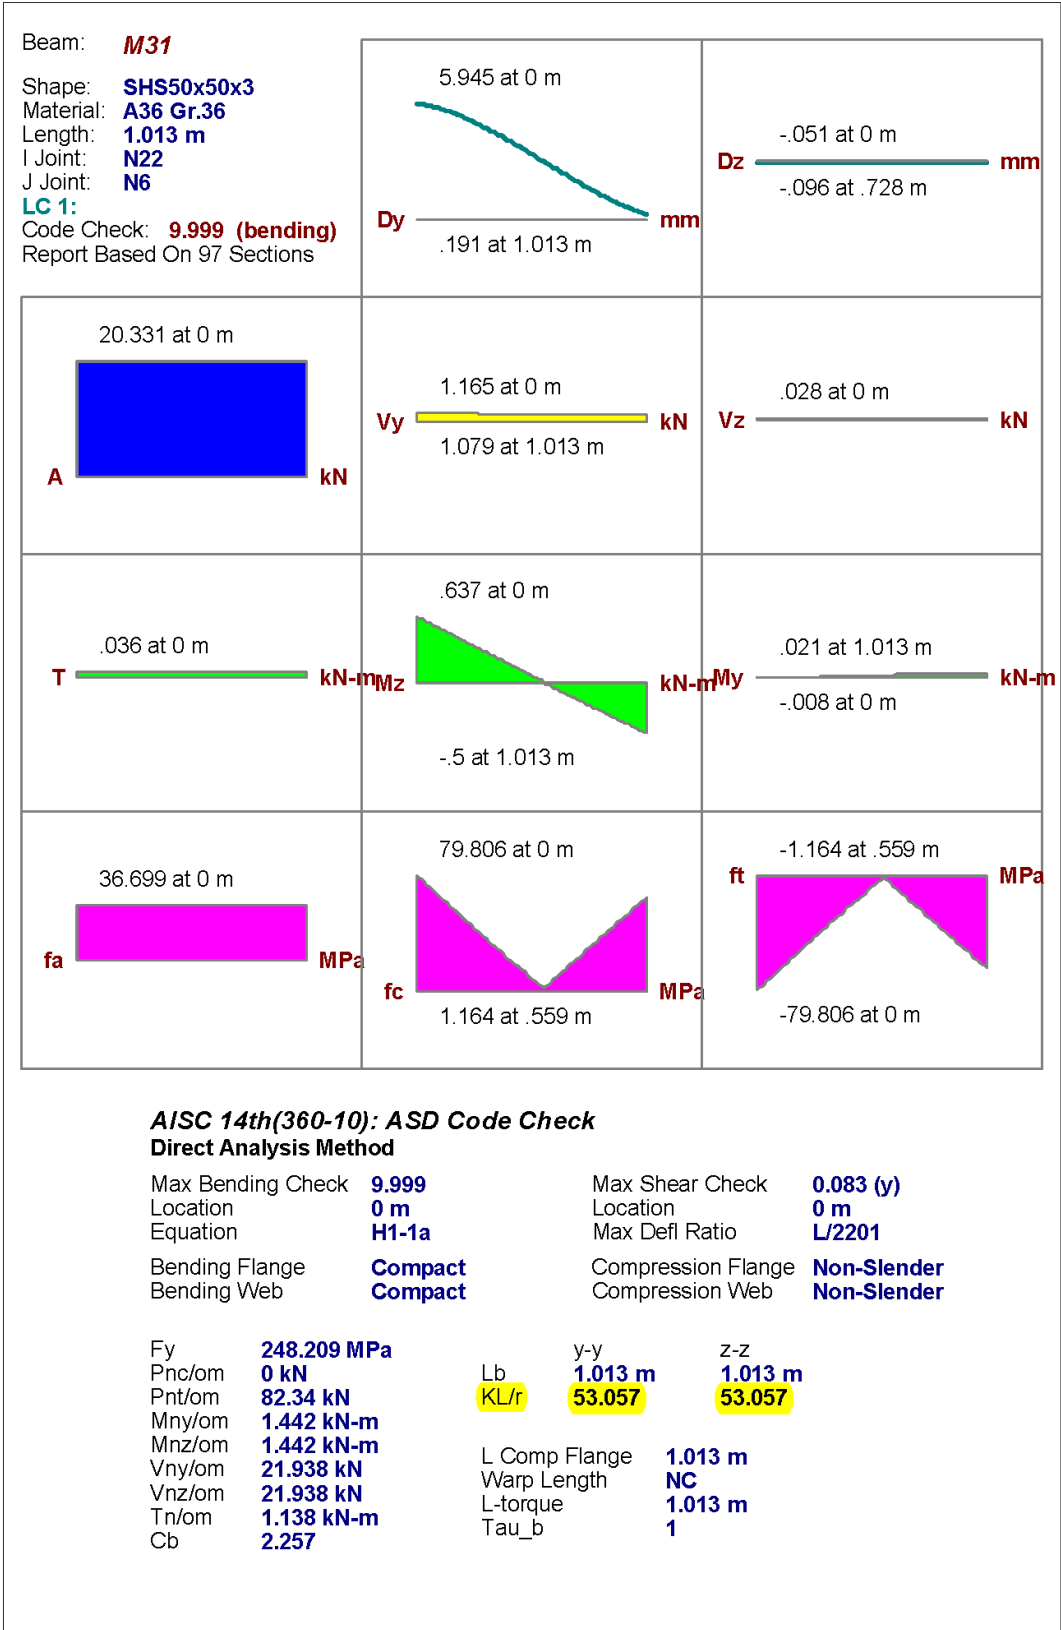 Beam: M31
Shape: SHS50x50x3
Material: A36 Gr.36
Length: 1.013 m
I Joint: N22
J Joint: N6
LC 1:
Code Check: 9.999 (bending)
Report Based On 97 Sections
5.945 at 0 m
Dy mm
.191 at 1.013 m
-.051 at 0 m
Dz mm
-.096 at .728 m
20.331 at 0 m
A kN
1.165 at 0 m
Vy kN
1.079 at 1.013 m
.028 at 0 m
Vz kN
.036 at 0 m
T kN-m
.637 at 0 m
Mz kN-m
-.5 at 1.013 m
.021 at 1.013 m
My kN-m
-.008 at 0 m
36.699 at 0 m
fa MPa
79.806 at 0 m
fc MPa
1.164 at .559 m
-1.164 at .559 m
ft MPa
-79.806 at 0 m
AISC 14th(360-10): ASD Code Check
Direct Analysis Method
Max Bending Check 9.999 Max Shear Check 0.083 (y)
Location 0 m Location 0 m
Equation H1-1a Max Defl Ratio L/2201
Bending Flange Compact Compression Flange Non-Slender
Bending Web Compact Compression Web Non-Slender
Fy 248.209 MPa
Pnc/om 0 kN
Pnt/om 82.34 kN
Mny/om 1.442 kN-m
Mnz/om 1.442 kN-m
Vny/om 21.938 kN
Vnz/om 21.938 kN
Tn/om 1.138 kN-m
Cb 2.257
y-y z-z
Lb 1.013 m 1.013 m
KL/r 53.057 53.057
L Comp Flange 1.013 m
Warp Length NC
L-torque 1.013 m
Tau_b 1